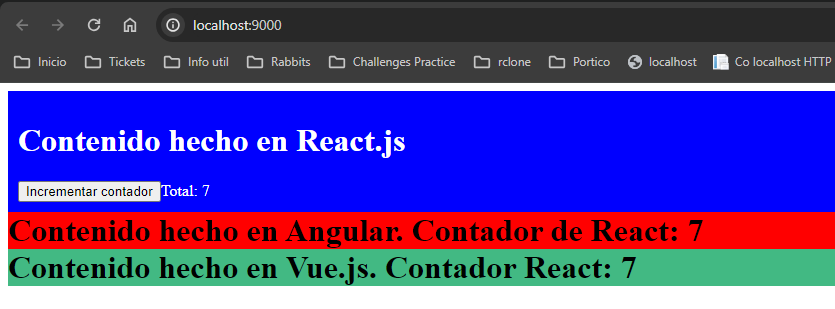 localhost:9000
Inicio Tickets Info util Rabbits Challenges Practice rclone Portico localhost Co localhost HTTP
Contenido hecho en React.js
Incrementar contador Total: 7
Contenido hecho en Angular. Contador de React: 7
Contenido hecho en Vue.js. Contador React: 7